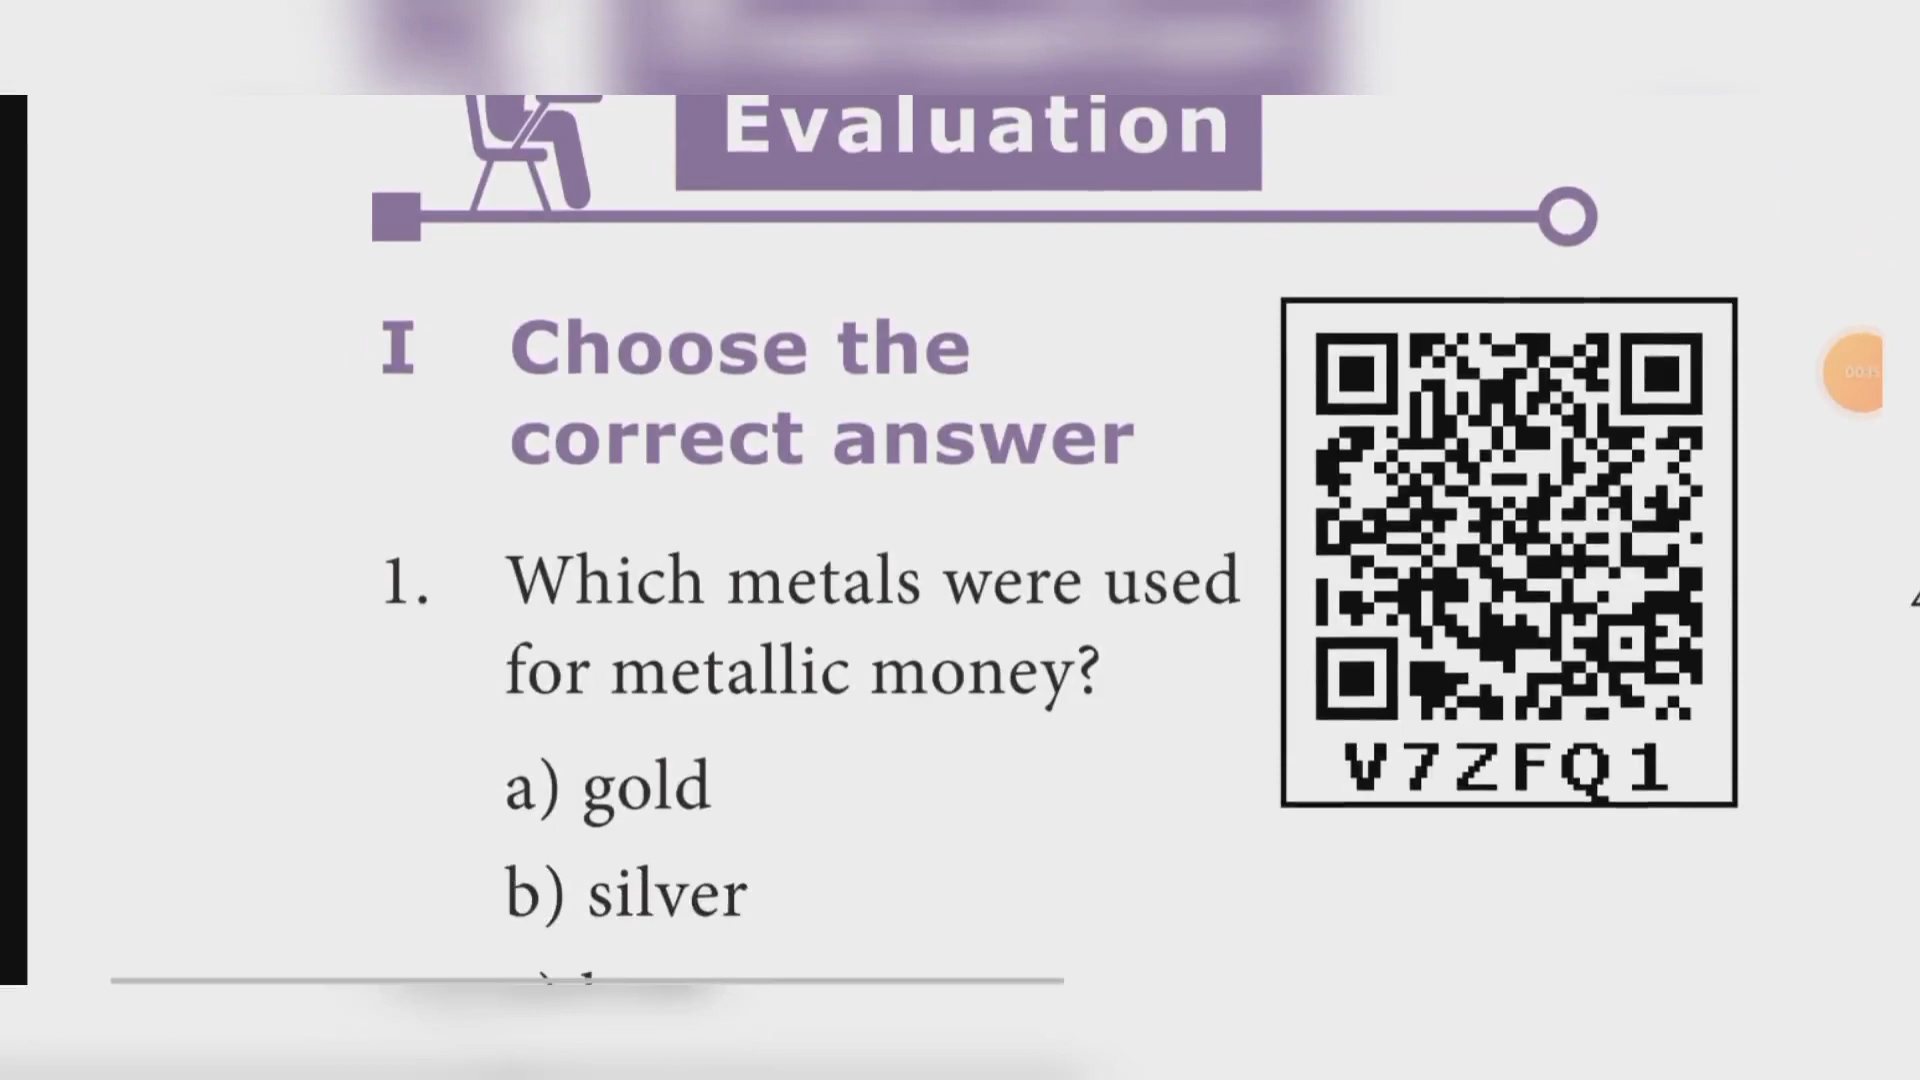 Evaluation
I Choose the
correct answer
1. Which metals were used
for metallic money?
a) gold
b) silver
V7ZFQ1